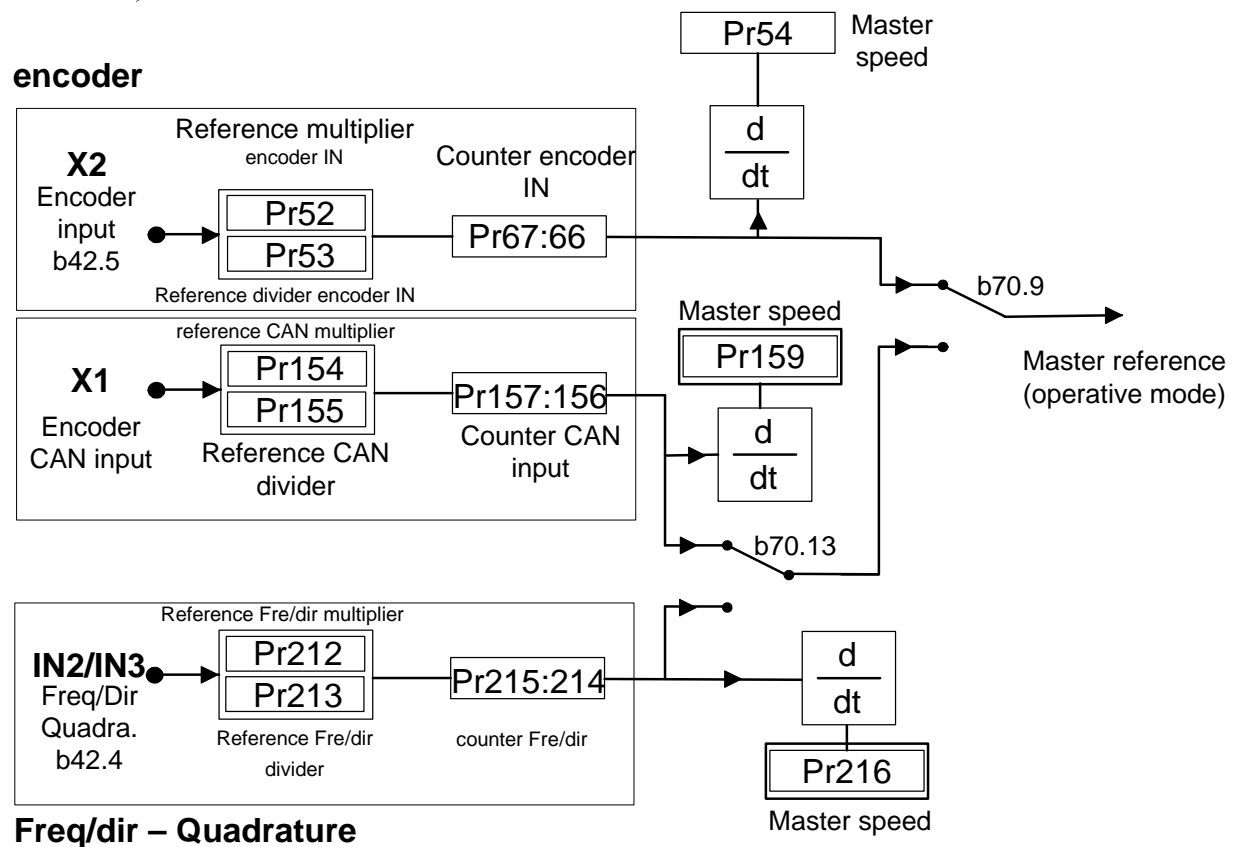 Pr54
Master
speed
encoder
d
dt
Reference multiplier
encoder IN
X2
Encoder
input
b42.5
Pr52
Pr53
Reference divider encoder IN
Counter encoder
IN
Pr67:66
b70.9
Master reference
(operative mode)
reference CAN multiplier
X1
Encoder
CAN input
Pr154
Pr155
Reference CAN
divider
Pr157:156
Counter CAN
input
Master speed
Pr159
d
dt
b70.13
Reference Fre/dir multiplier
IN2/IN3
Freq/Dir
Quadra.
b42.4
Pr212
Pr213
Reference Fre/dir
divider
Pr215:214
counter Fre/dir
d
dt
Pr216
Master speed
Freq/dir – Quadrature